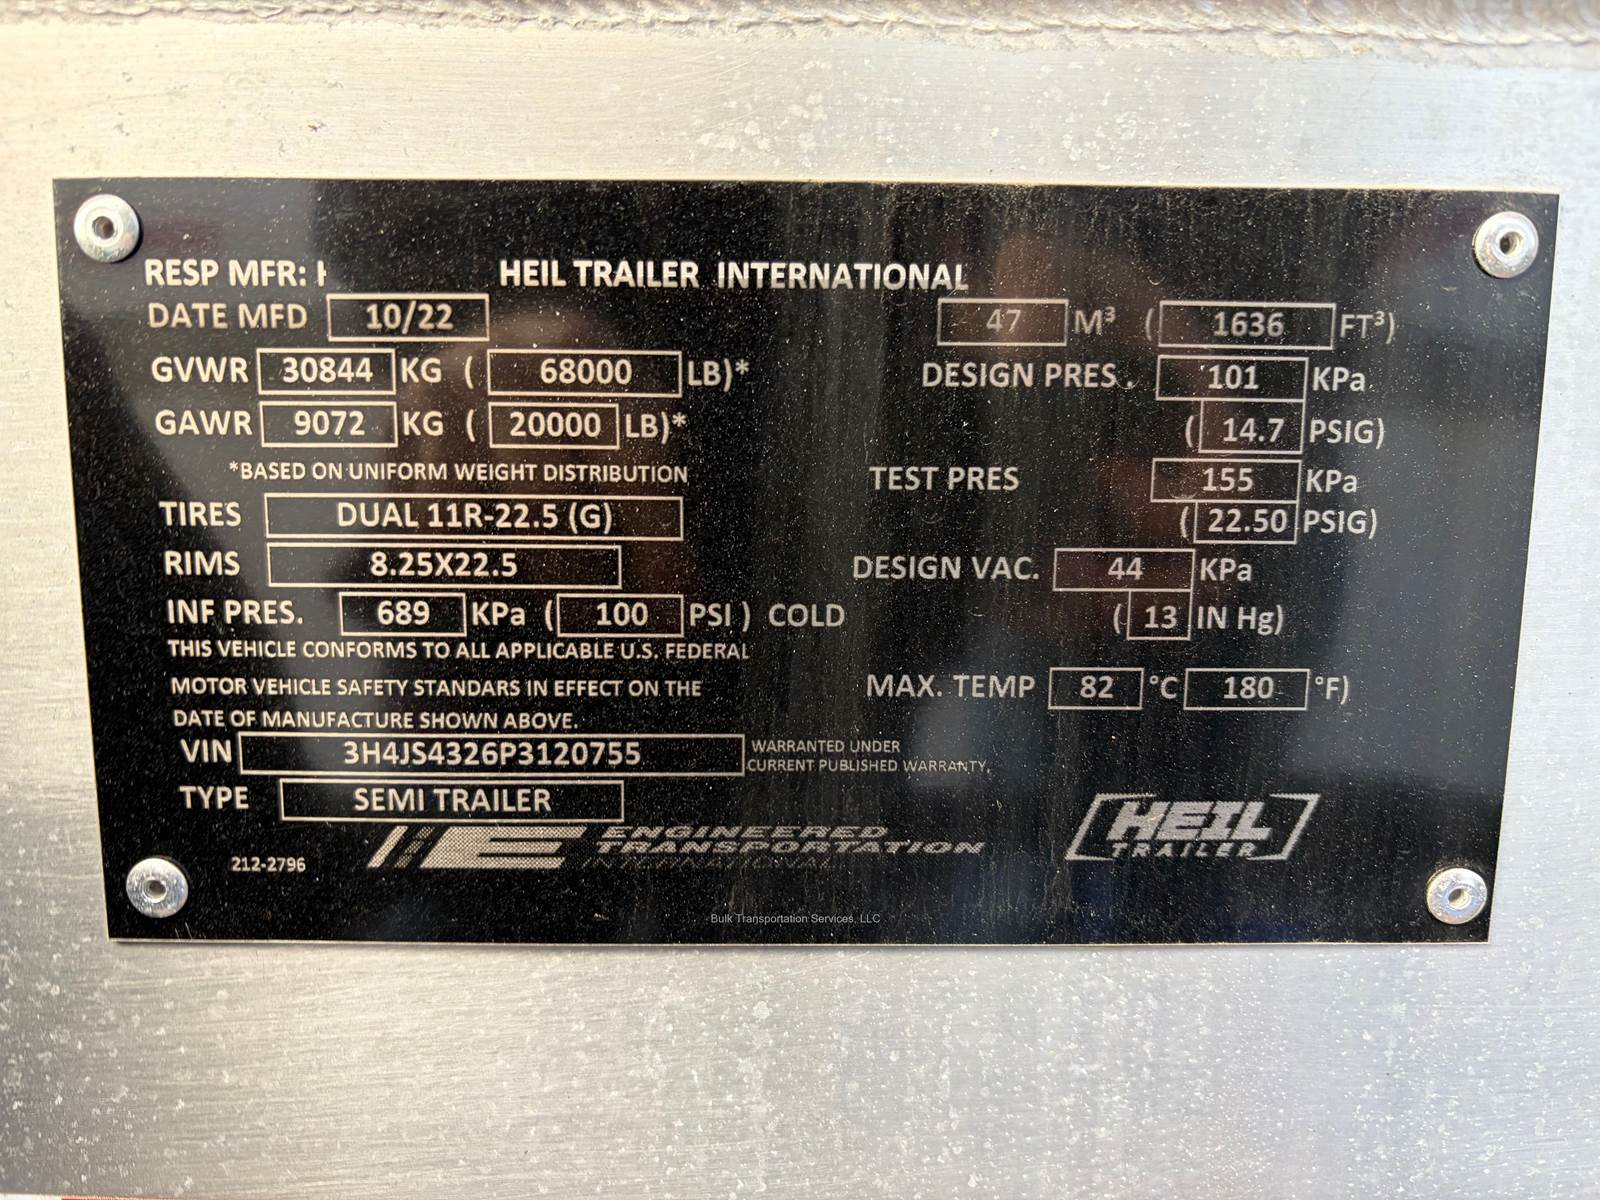 RESP MFR: HEIL TRAILER INTERNATIONAL
DATE MFD 10/22
47 M³ ( 1636 FT³)
GVWR 30844 KG ( 68000 LB)*
DESIGN PRES. 101 KPa
GAWR 9072 KG ( 20000 LB)*
( 14.7 PSIG)
*BASED ON UNIFORM WEIGHT DISTRIBUTION
TEST PRES 155 KPa
TIRES DUAL 11R-22.5 (G)
( 22.50 PSIG)
RIMS 8.25X22.5
DESIGN VAC. 44 KPa
INF PRES. 689 KPa ( 100 PSI ) COLD
( 13 IN Hg)
THIS VEHICLE CONFORMS TO ALL APPLICABLE U.S. FEDERAL
MOTOR VEHICLE SAFETY STANDARS IN EFFECT ON THE
DATE OF MANUFACTURE SHOWN ABOVE.
MAX. TEMP 82 °C 180 °F)
VIN 3H4JS4326P3120755
WARRANTED UNDER
CURRENT PUBLISHED WARRANTY.
TYPE SEMI TRAILER
ENGINEERED
TRANSPORTATION
INTERNATIONAL
HEIL
TRAILER
212-2796
Bulk Transportation Services, LLC